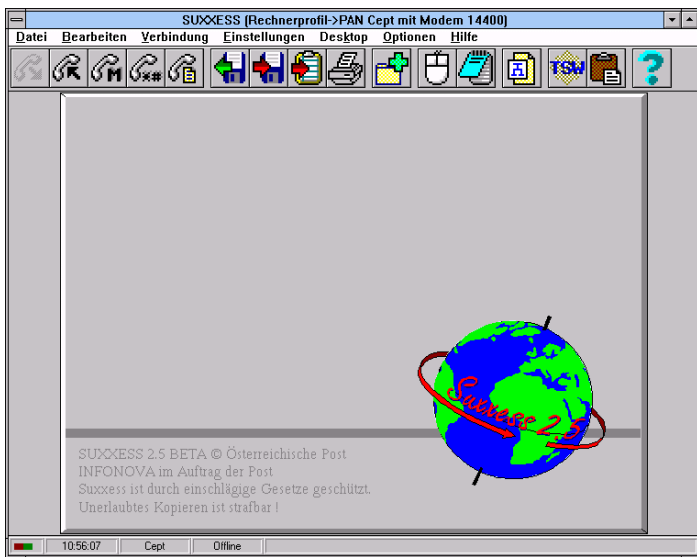 SUXXESS (Rechnerprofil->PAN Cept mit Modem 14400)
Datei Bearbeiten Verbindung Einstellungen Desktop Optionen Hilfe
M *# TSW ?
Suxxess 2.5
SUXXESS 2.5 BETA © Österreichische Post
INFONOVA im Auftrag der Post
Suxxess ist durch einschlägige Gesetze geschützt.
Unerlaubtes Kopieren ist strafbar !
10:56:07 Cept Offline